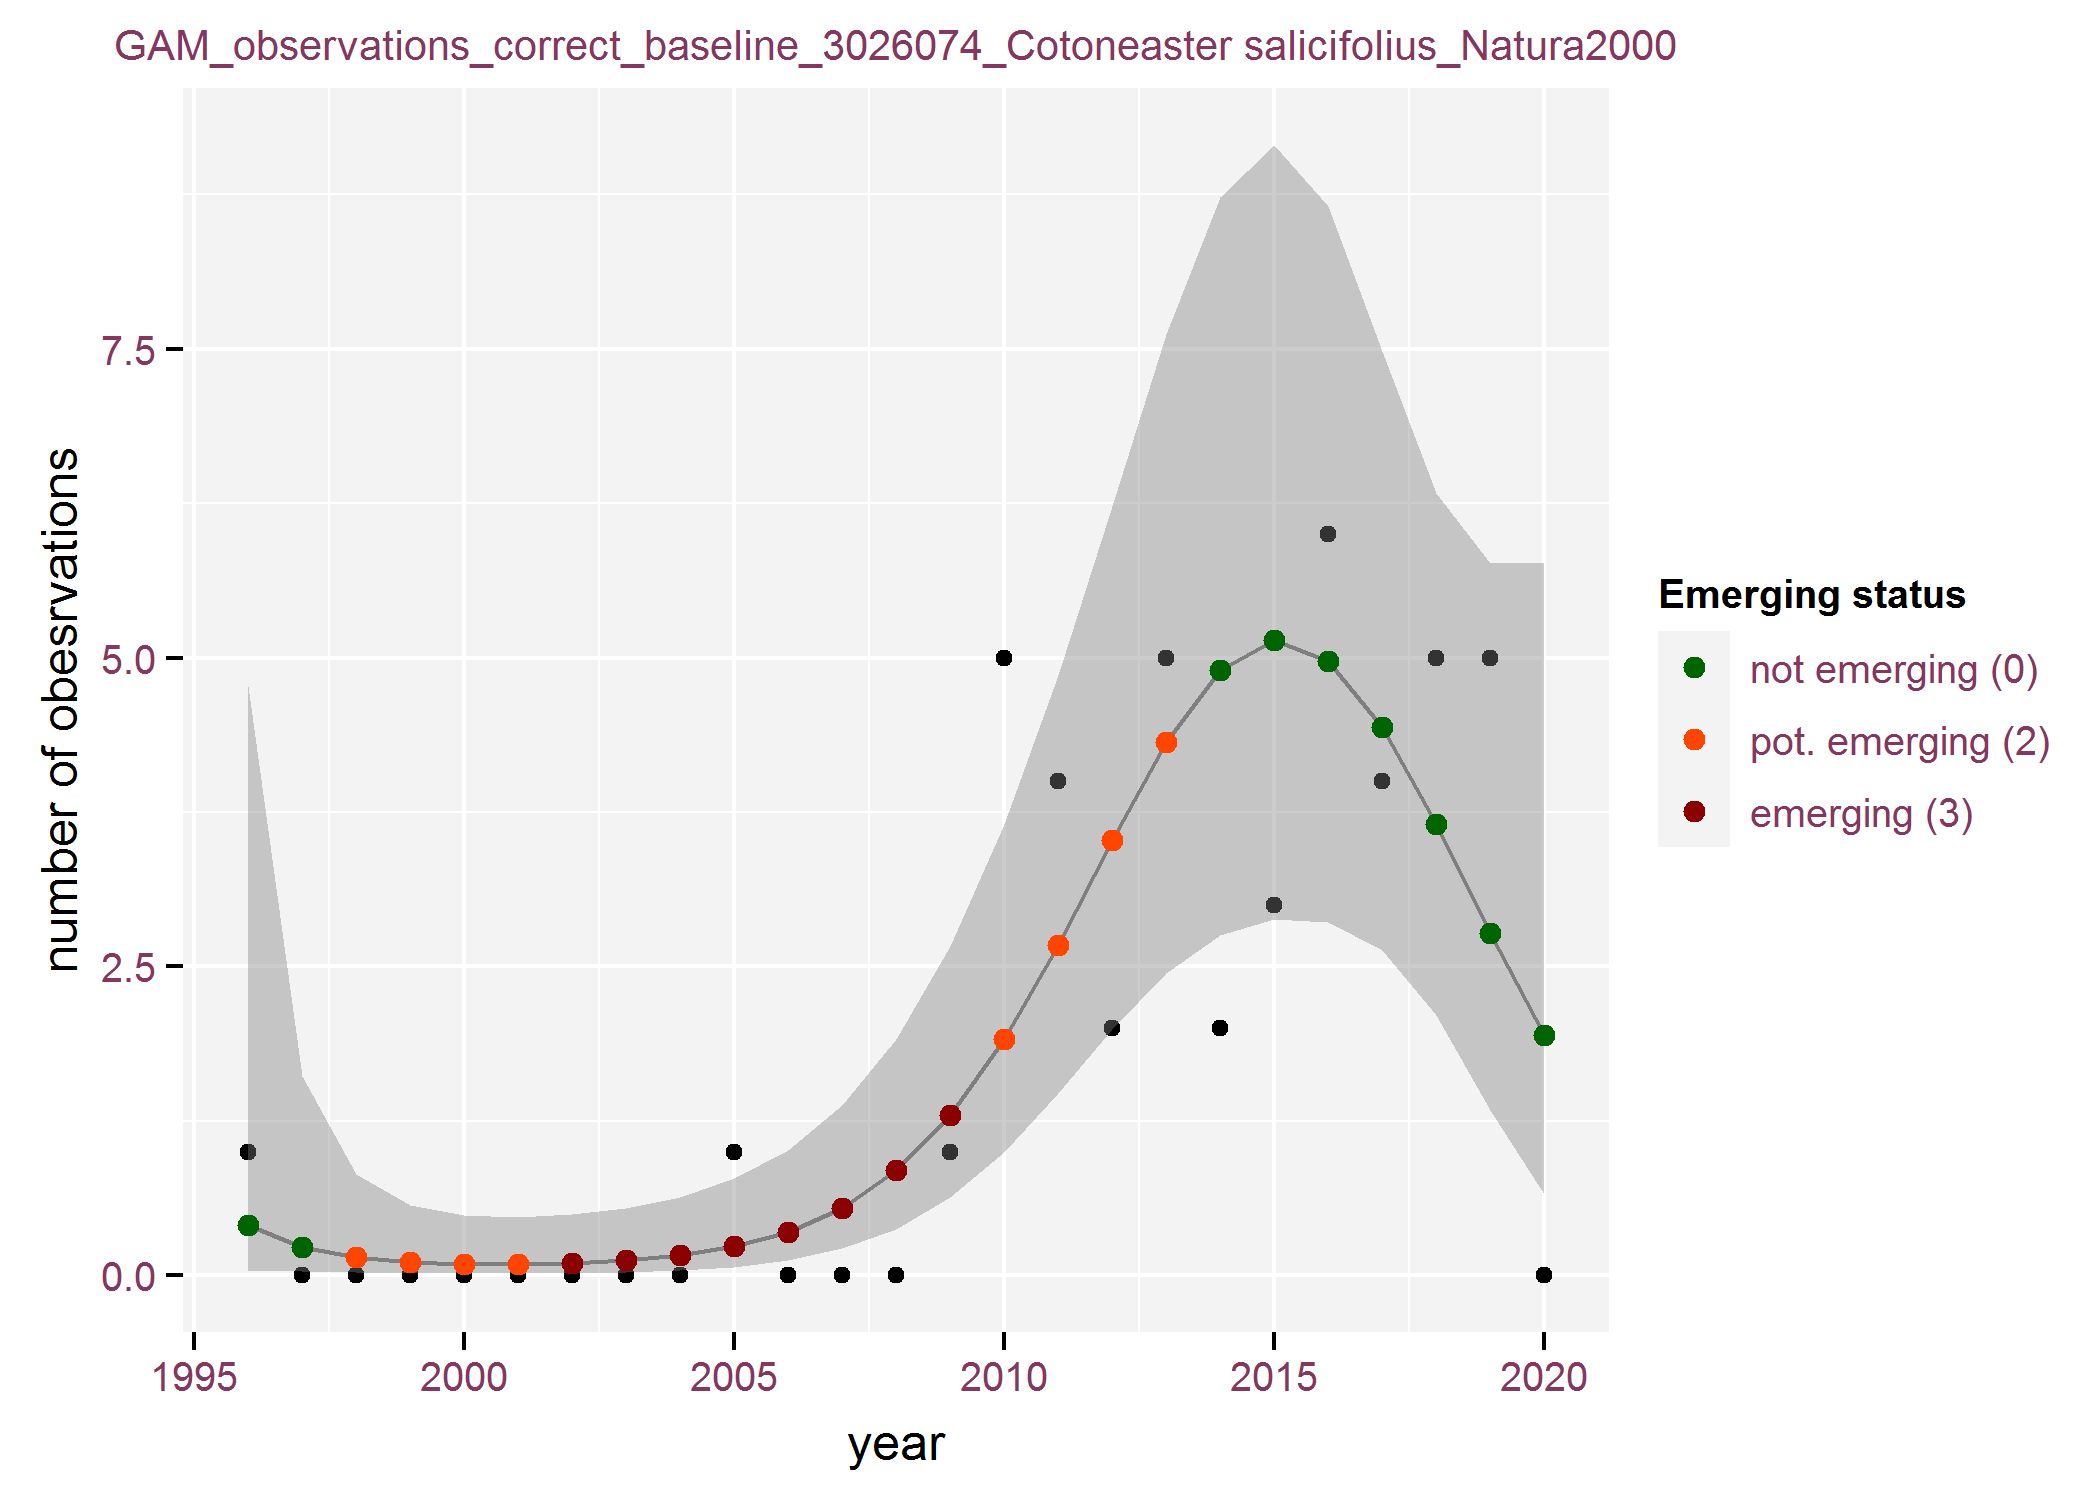 GAM_observations_correct_baseline_3026074_Cotoneaster salicifolius_Natura2000
number of obesrvations
7.5
5.0
2.5
0.0
1995 2000 2005 2010 2015 2020
year
Emerging status
not emerging (0)
pot. emerging (2)
emerging (3)